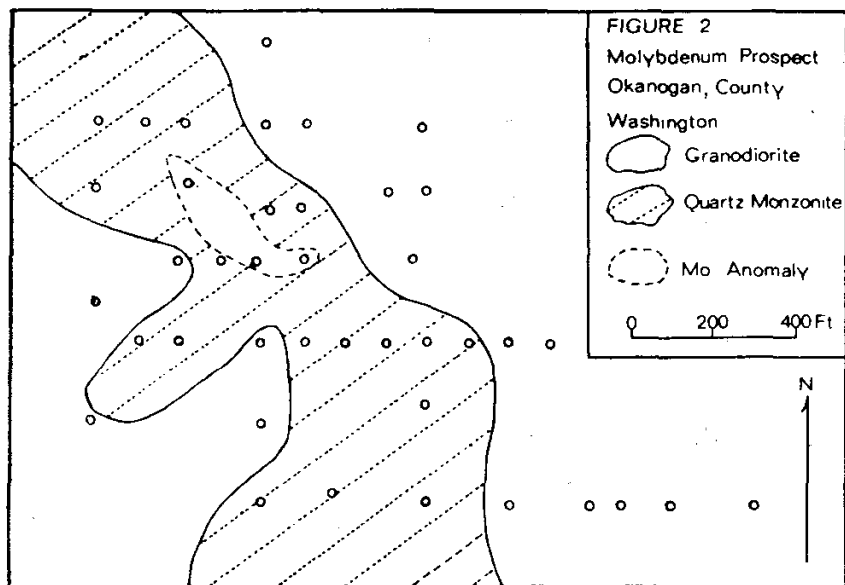 FIGURE 2
Molybdenum Prospect
Okanogan, County
Washington
Granodiorite
Quartz Monzonite
Mo Anomaly
0 200 400 Ft
N